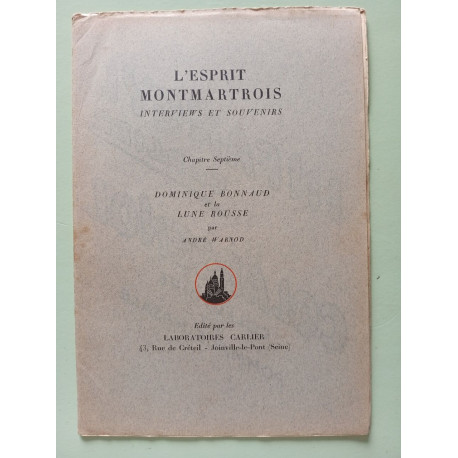 L'ESPRIT
MONTMARTROIS
INTERVIEWS ET SOUVENIRS
Chapitre Septième
DOMINIQUE BONNAUD
et la
LUNE ROUSSE
par
ANDRÉ WARNOD
Edité par les
LABORATOIRES CARLIER
43, Rue de Créteil - Joinville-le-Pont (Seine)